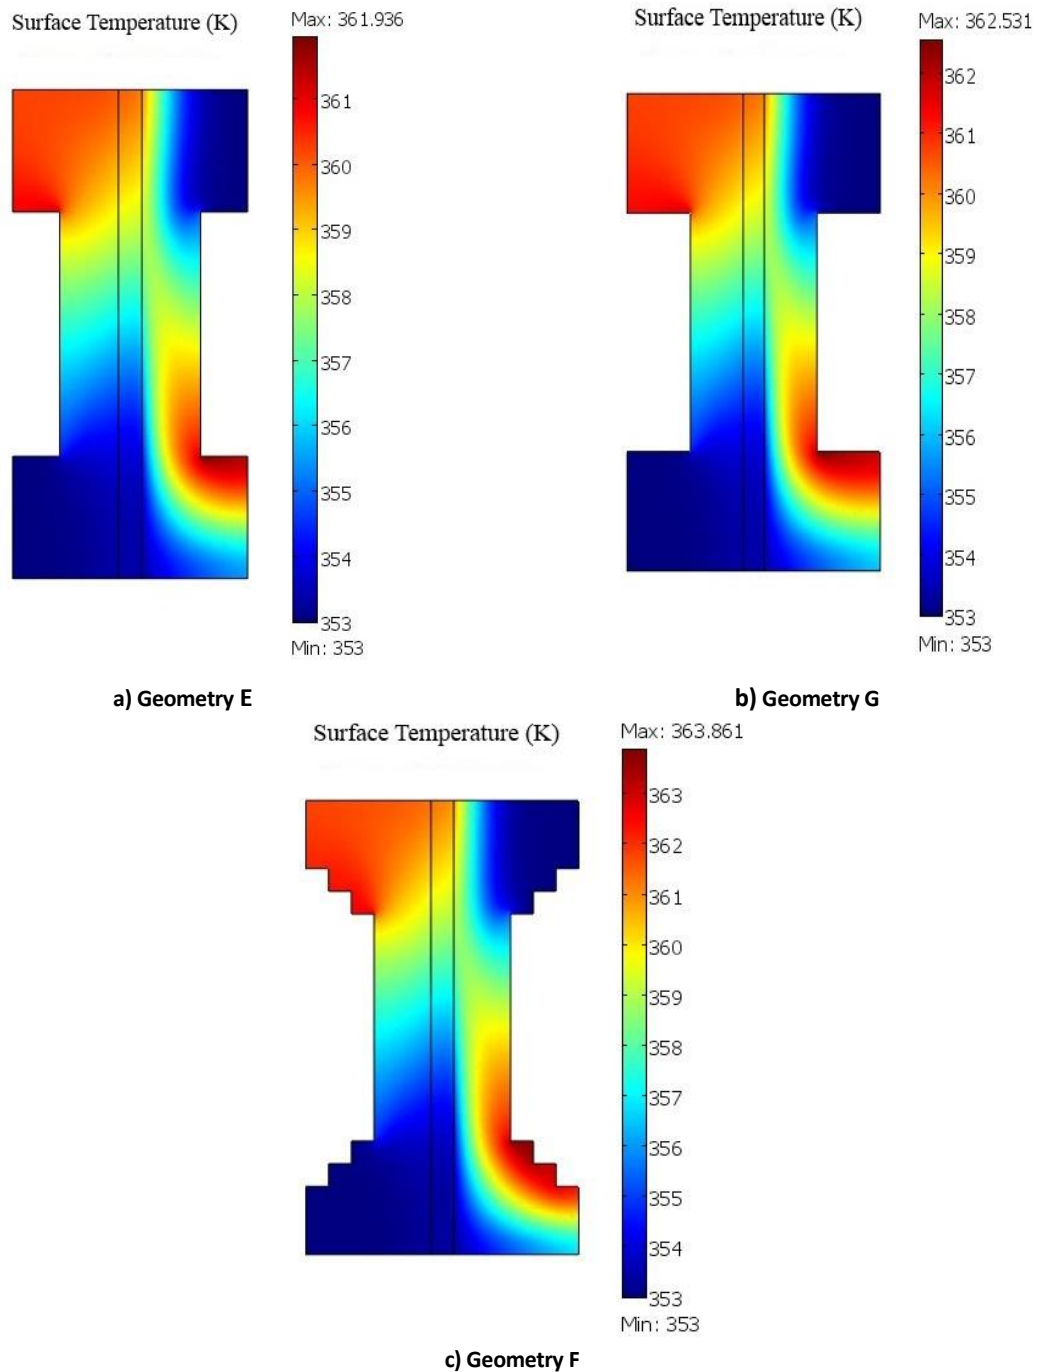 Surface Temperature (K)
Max: 361.936
361
360
359
358
357
356
355
354
353
Min: 353
a) Geometry E
Surface Temperature (K)
Max: 362.531
362
361
360
359
358
357
356
355
354
353
Min: 353
b) Geometry G
Surface Temperature (K)
Max: 363.861
363
362
361
360
359
358
357
356
355
354
353
Min: 353
c) Geometry F